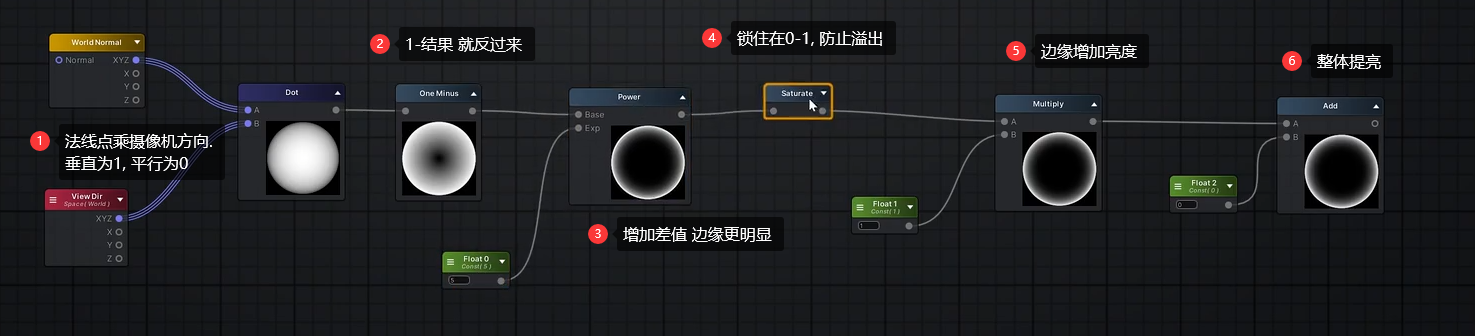 1
法线点乘摄像机方向.
垂直为1, 平行为0
2
1-结果 就反过来
3
增加差值 边缘更明显
4
锁住在0-1, 防止溢出
5
边缘增加亮度
6
整体提亮
World Normal
Normal
XYZ
X
Y
Z
View Dir
Space( World )
XYZ
X
Y
Z
Dot
A
B
One Minus
Power
Base
Exp
Float 0
Const( 5 )
5
Saturate
Float 1
Const( 1 )
1
Multiply
A
B
Float 2
Const( 0 )
0
Add
A
B